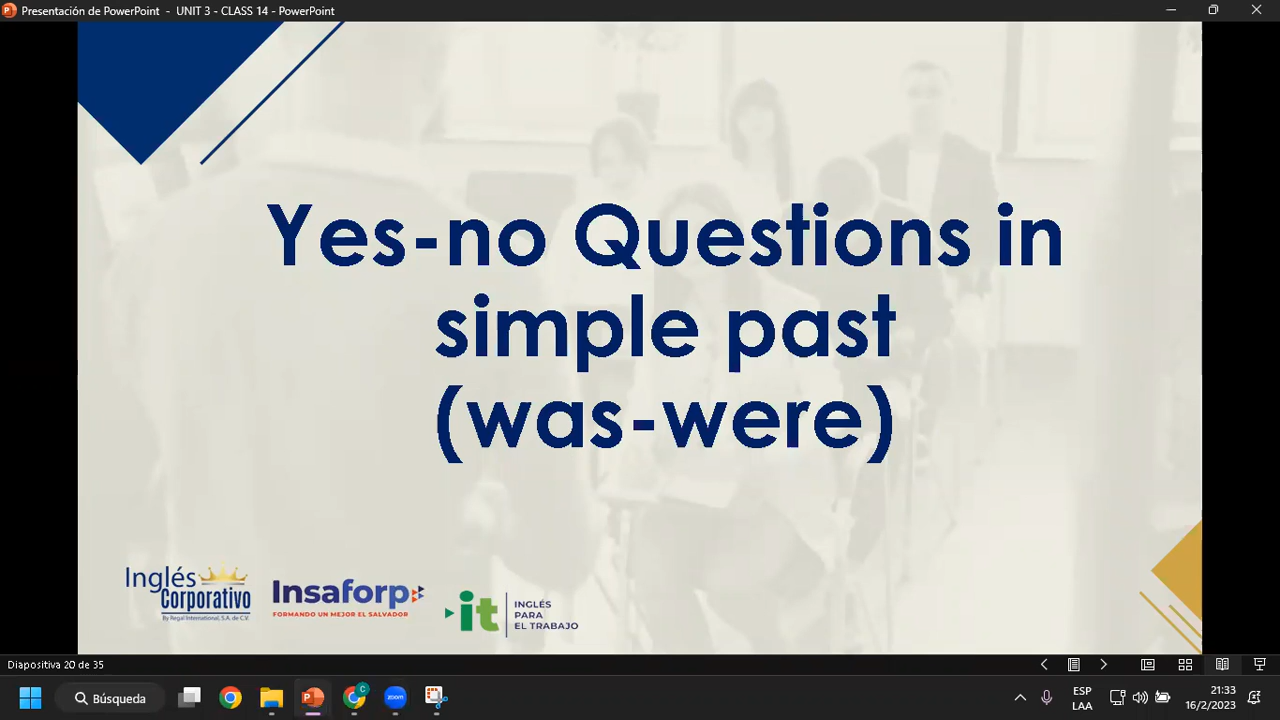 Presentación de PowerPoint - UNIT 3 - CLASS 14 - PowerPoint
Yes-no Questions in
simple past
(was-were)
Inglés
Corporativo
By Regal International, S.A. de C.V.
Insaforp
FORMANDO UN MEJOR EL SALVADOR
it
INGLÉS
PARA
EL TRABAJO
Diapositiva 20 de 35
Búsqueda
C
zoom
ESP
LAA
21:33
16/2/2023